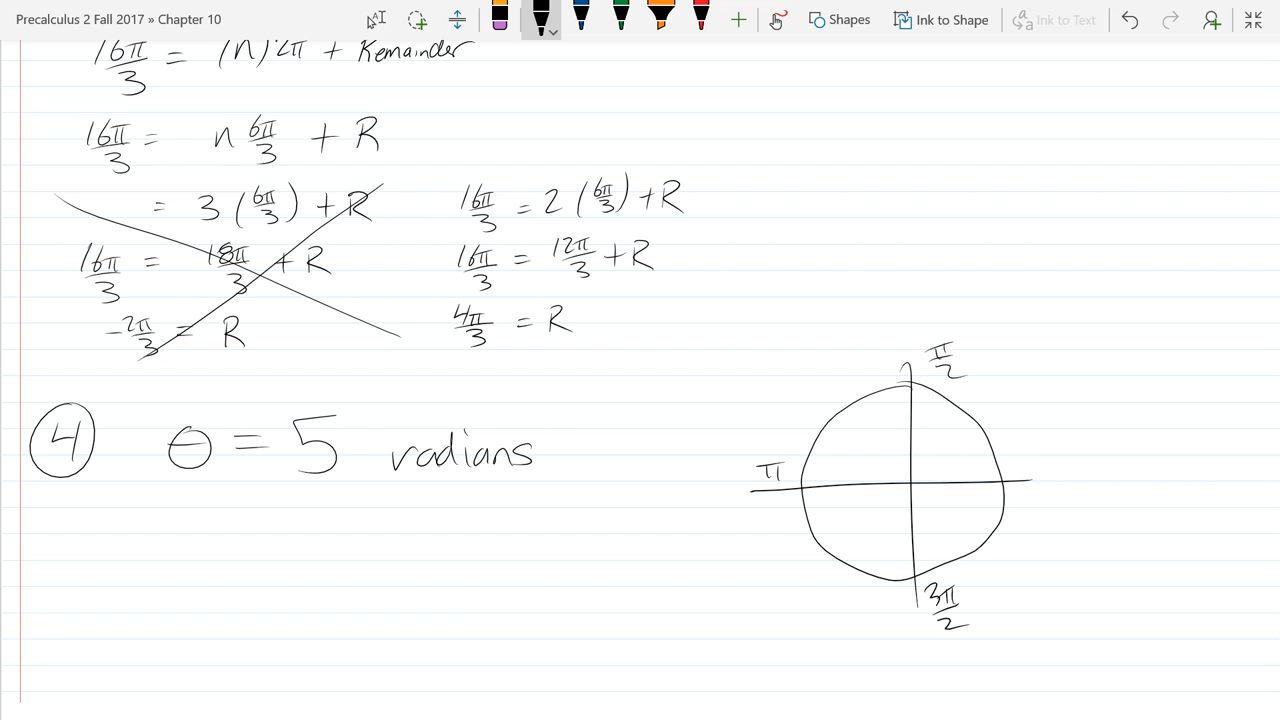 Precalculus 2 Fall 2017 » Chapter 10
Shapes
Ink to Shape
Ink to Text
16π/3 = (n) 2π + Remainder
16π/3 = n 6π/3 + R
= 3 (6π/3) + R
16π/3 = 18π/3 + R
-2π/3 = R
16π/3 = 2 (6π/3) + R
16π/3 = 12π/3 + R
4π/3 = R
4 θ = 5 radians
π/2
π
3π/2